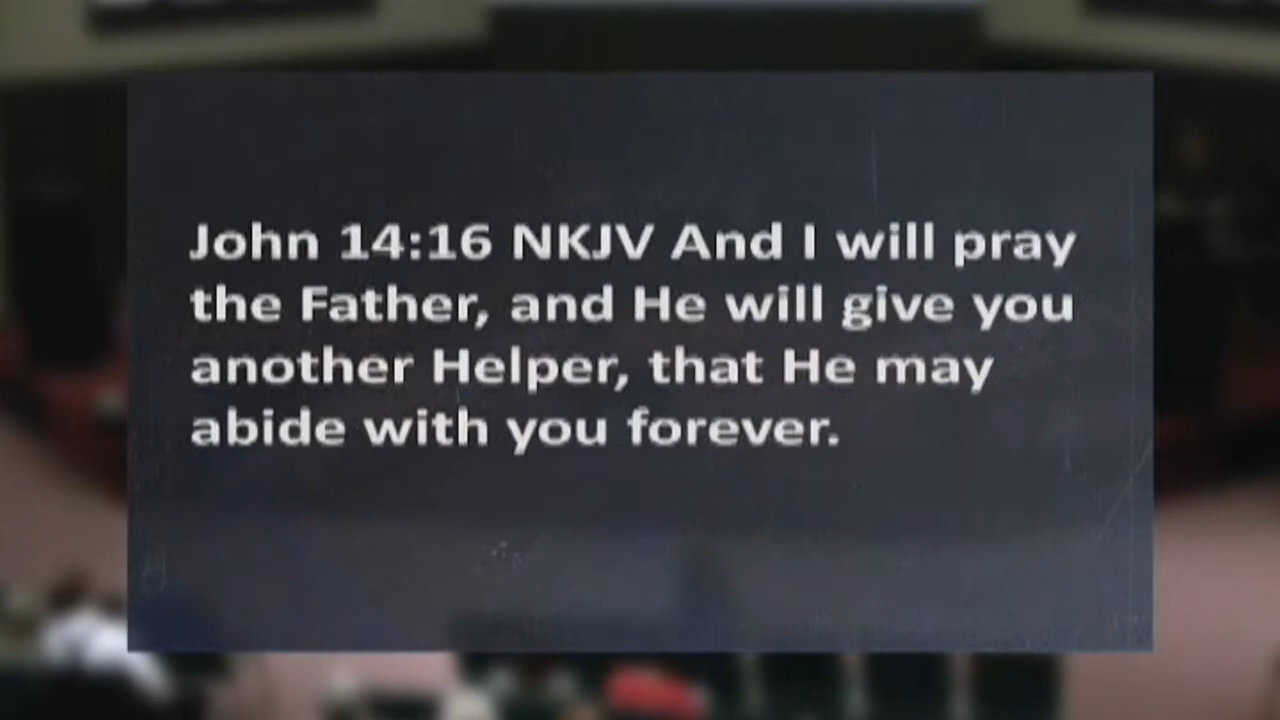 John 14:16 NKJV And I will pray
the Father, and He will give you
another Helper, that He may
abide with you forever.